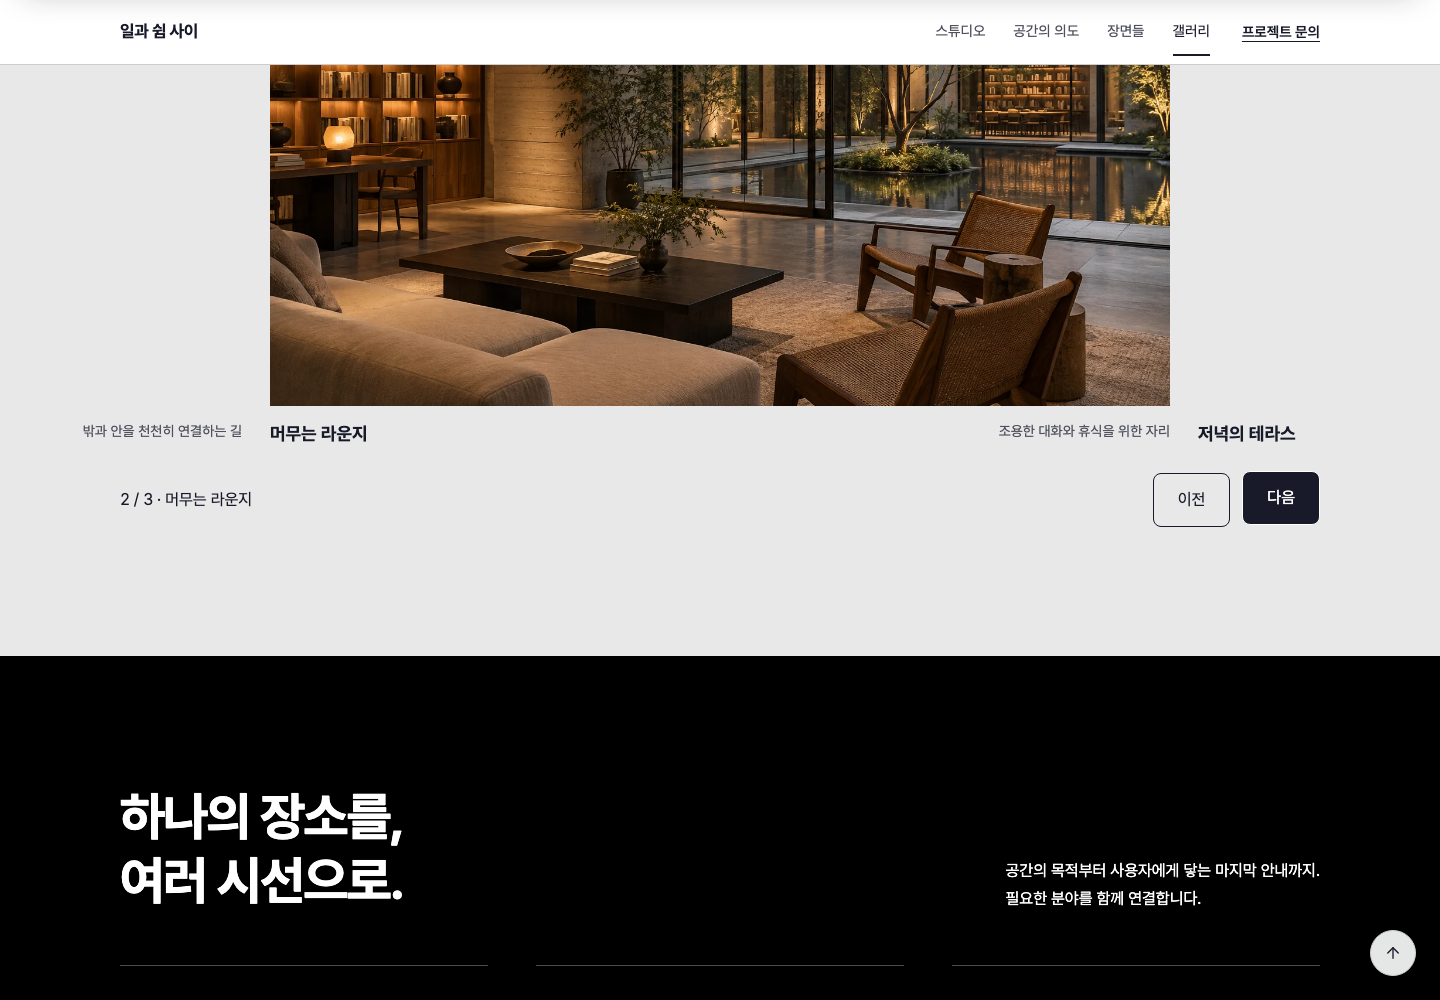 일과 쉼 사이
스튜디오
공간의 의도
장면들
갤러리
프로젝트 문의
밖과 안을 천천히 연결하는 길
머무는 라운지
조용한 대화와 휴식을 위한 자리
저녁의 테라스
2 / 3 · 머무는 라운지
이전
다음
하나의 장소를,
여러 시선으로.
공간의 목적부터 사용자에게 닿는 마지막 안내까지.
필요한 분야를 함께 연결합니다.